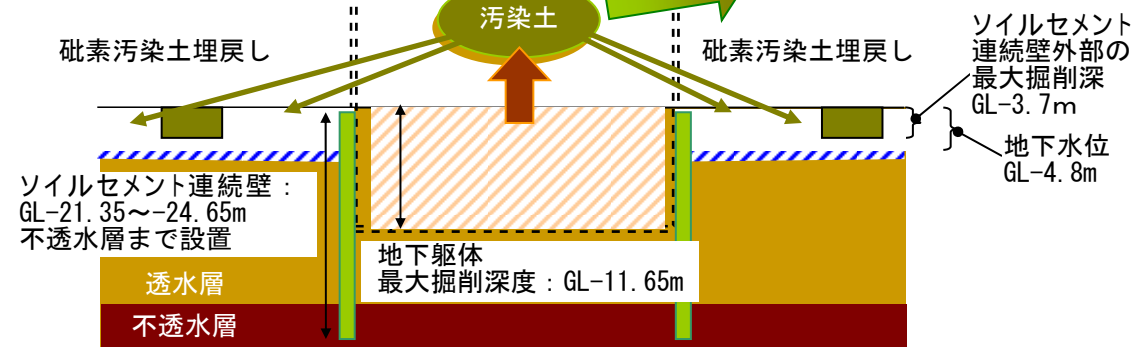 汚染土
砒素汚染土埋戻し
砒素汚染土埋戻し
ソイルセメント
連続壁外部の
最大掘削深
GL-3.7m
地下水位
GL-4.8m
ソイルセメント連続壁：
GL-21.35～-24.65m
不透水層まで設置
地下躯体
最大掘削深度：GL-11.65m
透水層
不透水層